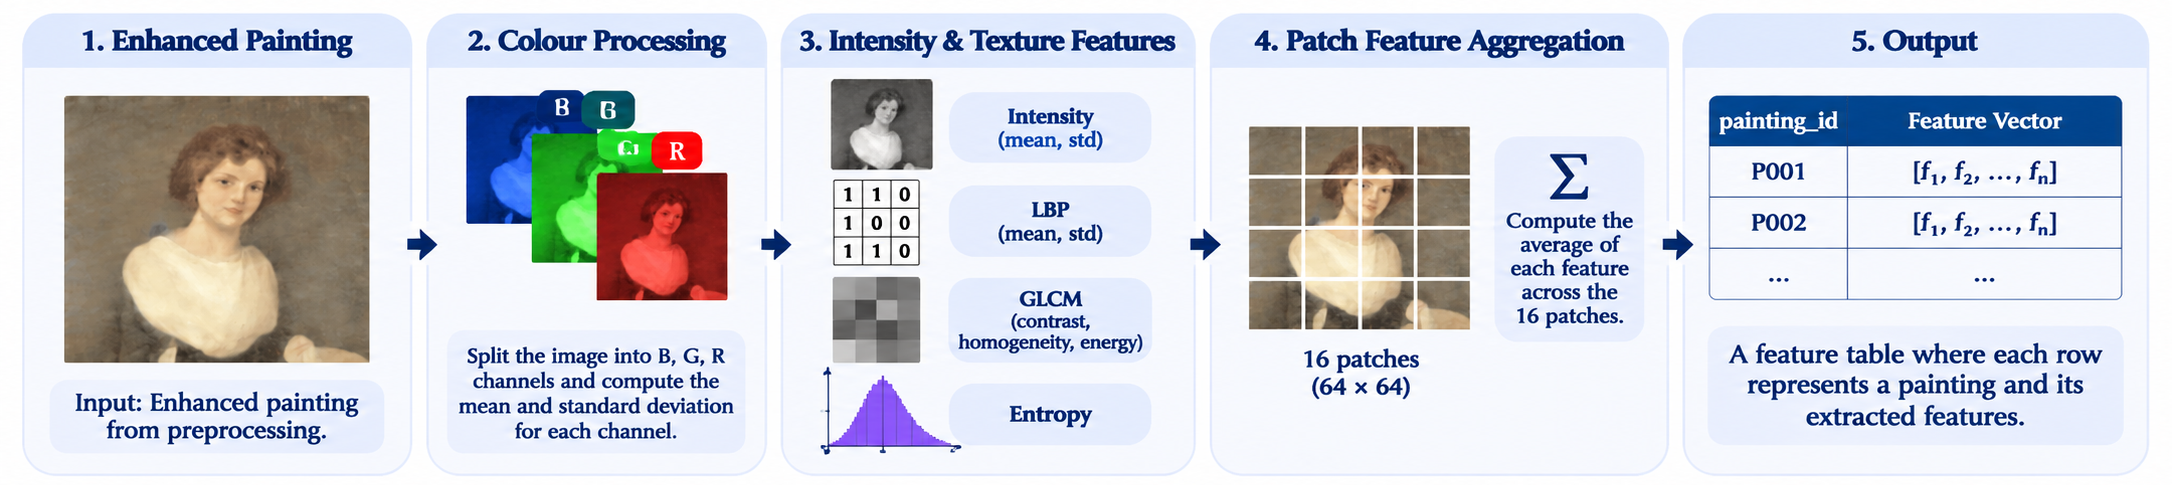 1. Enhanced Painting
Input: Enhanced painting
from preprocessing.
2. Colour Processing
B
G
G
R
Split the image into B, G, R
channels and compute the
mean and standard deviation
for each channel.
3. Intensity & Texture Features
Intensity
(mean, std)
1 1 0
1 0 0
1 1 0
LBP
(mean, std)
GLCM
(contrast,
homogeneity, energy)
Entropy
4. Patch Feature Aggregation
16 patches
(64 × 64)
Σ
Compute the
average of
each feature
across the
16 patches.
5. Output
painting_id Feature Vector
P001 [f₁, f₂, ..., fₙ]
P002 [f₁, f₂, ..., fₙ]
... ...
A feature table where each row
represents a painting and its
extracted features.